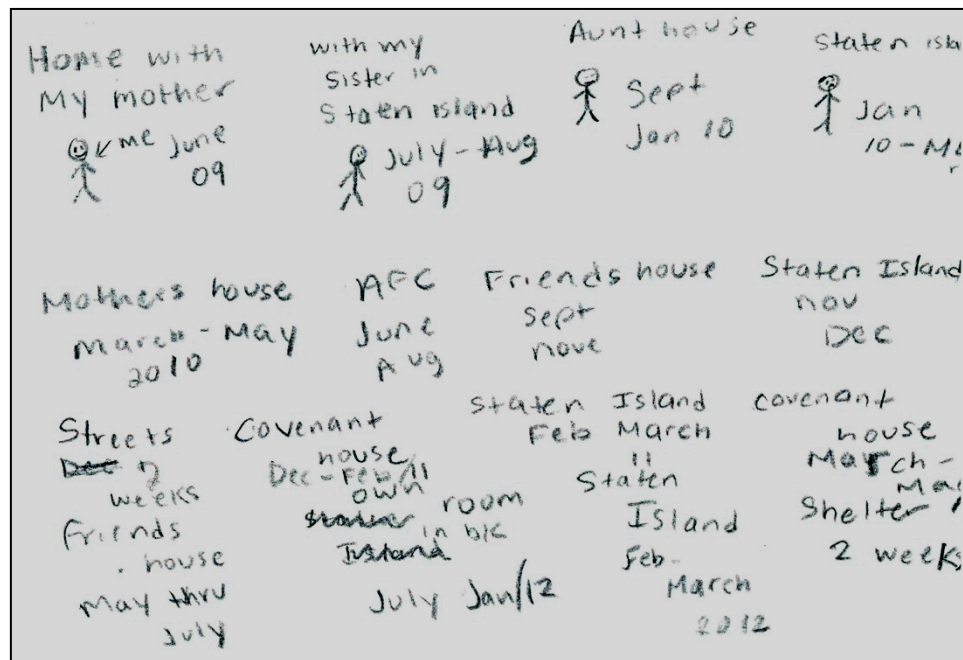 Home with
My mother
me June
09
with my
Sister in
Staten island
July - Aug
09
Aunt house
Sept
Jan 10
Staten isla
Jan
10 -
Mothers house
March - May
2010
AFC
June
Aug
Friends house
Sept
nove
Staten Island
nov
Dec
Streets
Dec 2
weeks
Covenant
house
Dec - Feb/11
Staten Island
Feb March
11
covenant
house
March -
Friends
house
May thru
July
own room
in b/c
Island
July Jan/12
Staten
Island
Feb -
March
2012
Shelter
2 weeks